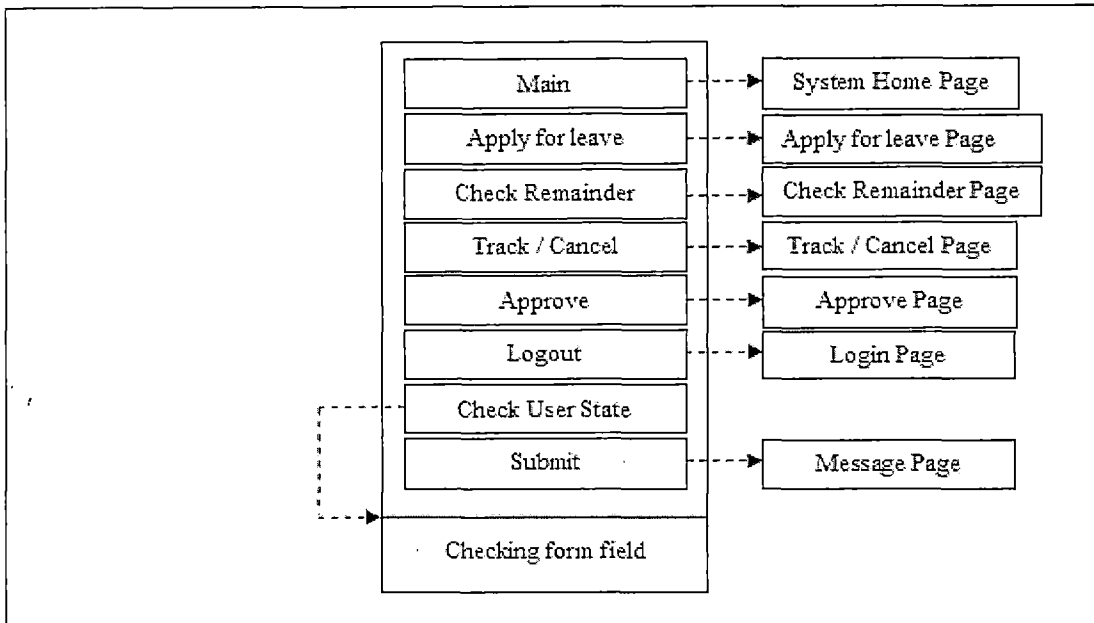 Main
System Home Page
Apply for leave
Apply for leave Page
Check Remainder
Check Remainder Page
Track / Cancel
Track / Cancel Page
Approve
Approve Page
Logout
Login Page
Check User State
Submit
Message Page
Checking form field